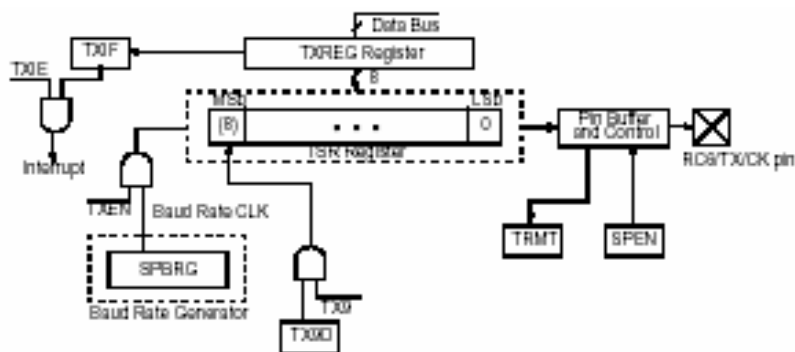 Data Bus
TXIF
TXREG Register
TXIE
8
MSb
LSb
(8)
• • •
0
TSR Register
Pin Buffer
and Control
RC6/TX/CK pin
Interrupt
TXEN
Baud Rate CLK
TRMT
SPEN
SPBRG
Baud Rate Generator
TX9
TX9D